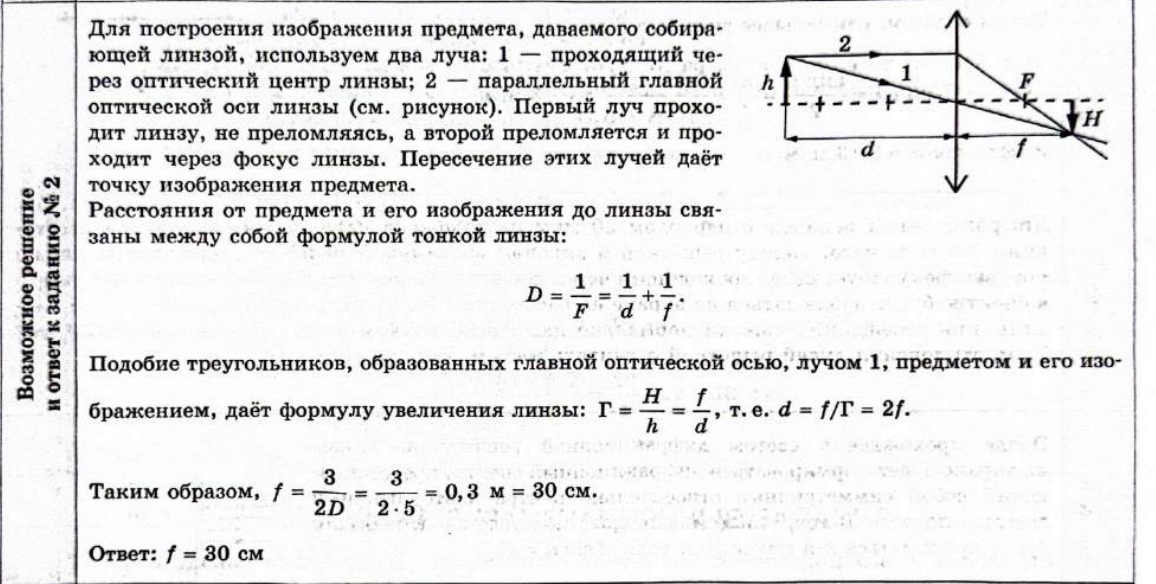 Возможное решение
и ответ к заданию № 2
Для построения изображения предмета, даваемого собира-
ющей линзой, используем два луча: 1 — проходящий че-
рез оптический центр линзы; 2 — параллельный главной
оптической оси линзы (см. рисунок). Первый луч прохо-
дит линзу, не преломляясь, а второй преломляется и про-
ходит через фокус линзы. Пересечение этих лучей даёт
точку изображения предмета.
2
1
h
F
H
d
f
Расстояния от предмета и его изображения до линзы свя-
заны между собой формулой тонкой линзы:
D = 1/F = 1/d + 1/f.
Подобие треугольников, образованных главной оптической осью, лучом 1, предметом и его изо-
бражением, даёт формулу увеличения линзы: Г = H/h = f/d, т. е. d = f/Г = 2f.
Таким образом, f = 3/2D = 3/2·5 = 0,3 м = 30 см.
Ответ: f = 30 см